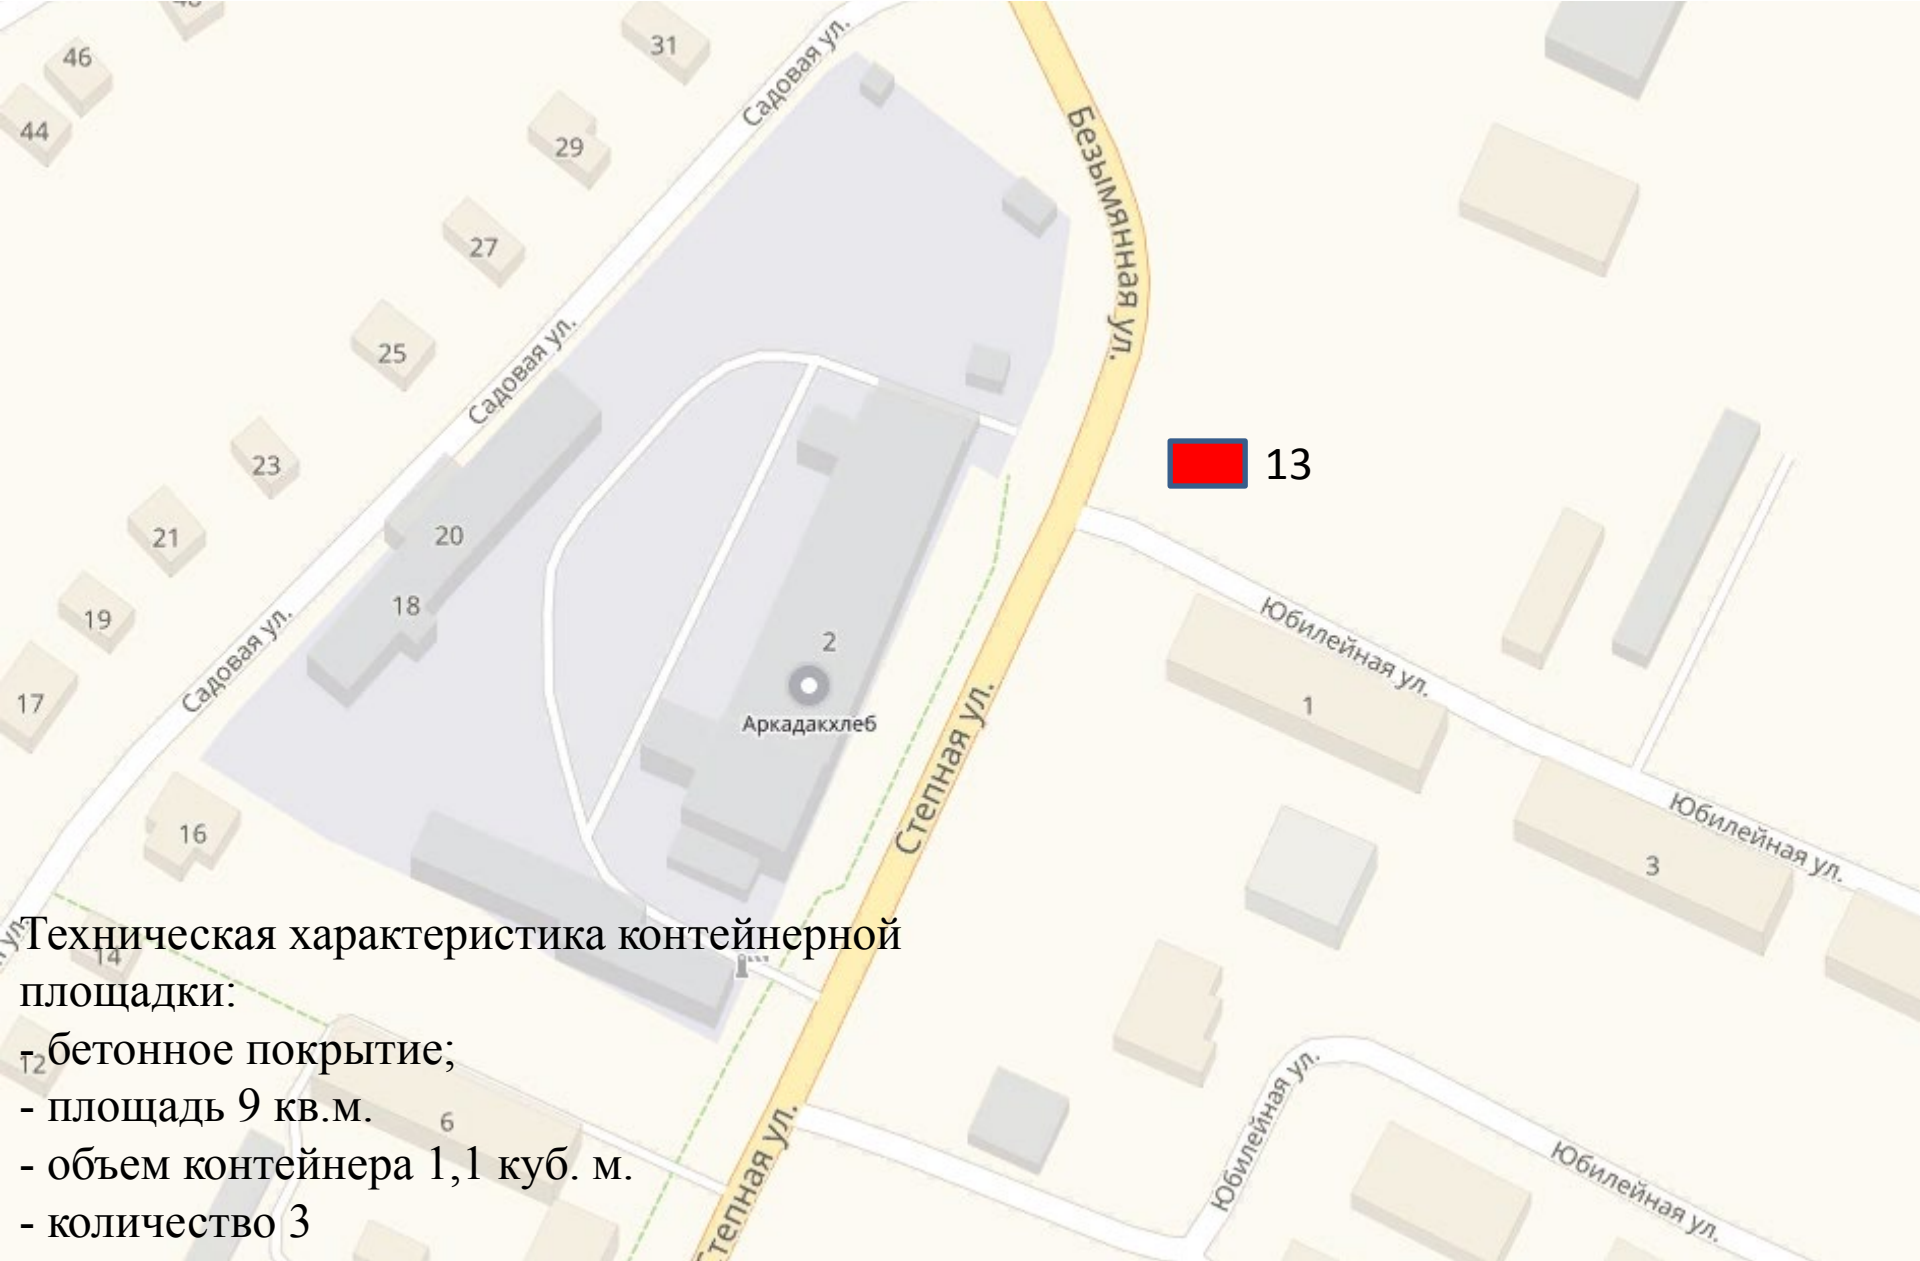 46
44
31
29
27
25
23
21
19
17
16
14
12
20
18
2
6
1
3
Садовая ул.
Садовая ул.
Садовая ул.
Безымянная ул.
13
Юбилейная ул.
Юбилейная ул.
Аркадакхлеб
Степная ул.
Степная ул.
Юбилейная ул.
Юбилейная ул.
Техническая характеристика контейнерной
площадки:
- бетонное покрытие;
- площадь 9 кв.м.
- объем контейнера 1,1 куб. м.
- количество 3